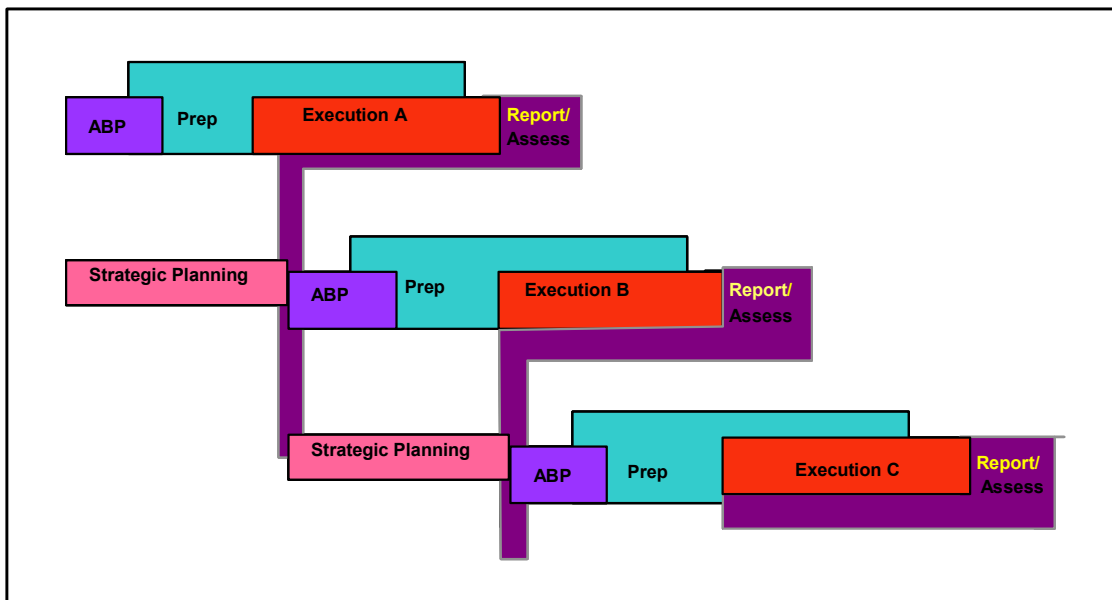 ABP
Prep
Execution A
Report/
Assess
Strategic Planning
ABP
Prep
Execution B
Report/
Assess
Strategic Planning
ABP
Prep
Execution C
Report/
Assess